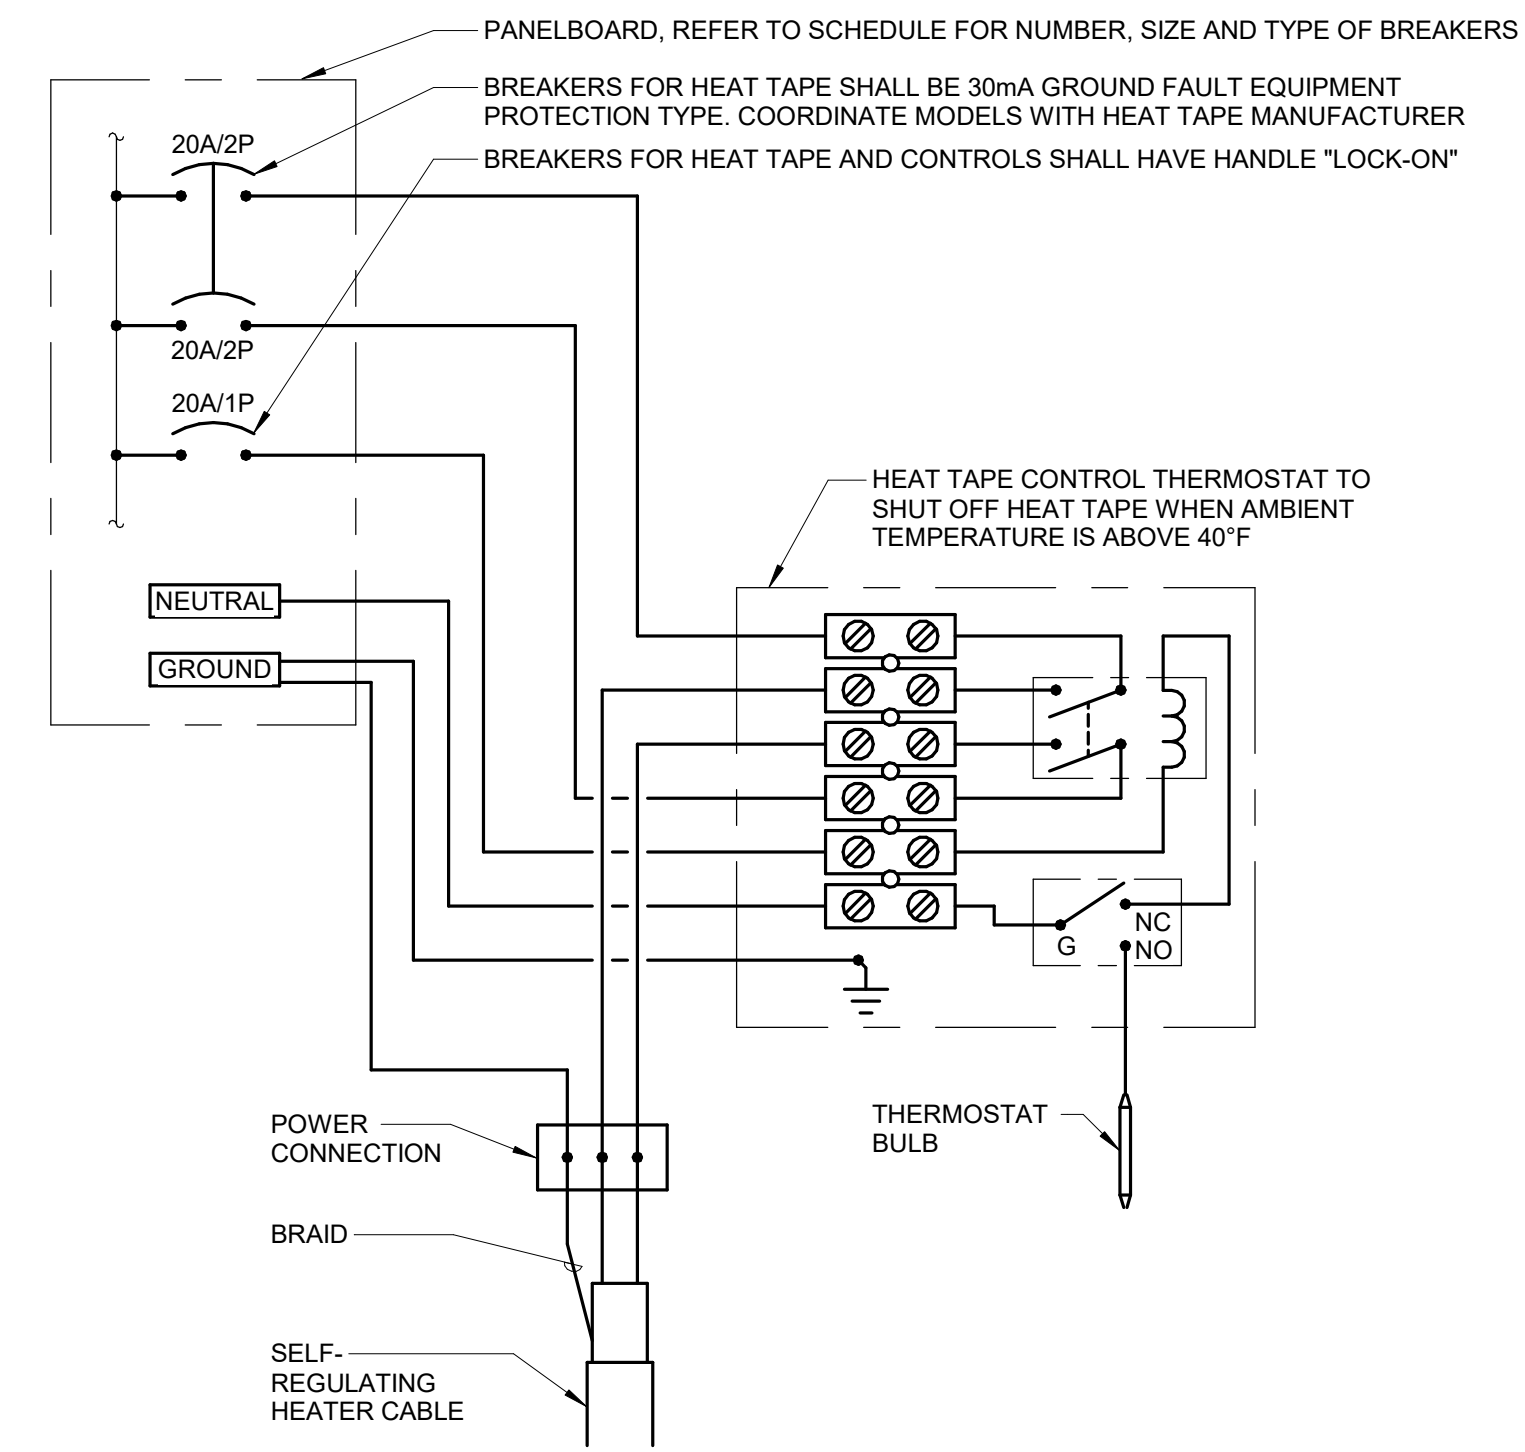 PANELBOARD, REFER TO SCHEDULE FOR NUMBER, SIZE AND TYPE OF BREAKERS
BREAKERS FOR HEAT TAPE SHALL BE 30mA GROUND FAULT EQUIPMENT
PROTECTION TYPE. COORDINATE MODELS WITH HEAT TAPE MANUFACTURER
BREAKERS FOR HEAT TAPE AND CONTROLS SHALL HAVE HANDLE "LOCK-ON"
20A/2P
20A/2P
20A/1P
NEUTRAL
GROUND
HEAT TAPE CONTROL THERMOSTAT TO
SHUT OFF HEAT TAPE WHEN AMBIENT
TEMPERATURE IS ABOVE 40°F
G
NC
NO
THERMOSTAT
BULB
POWER
CONNECTION
BRAID
SELF-
REGULATING
HEATER CABLE